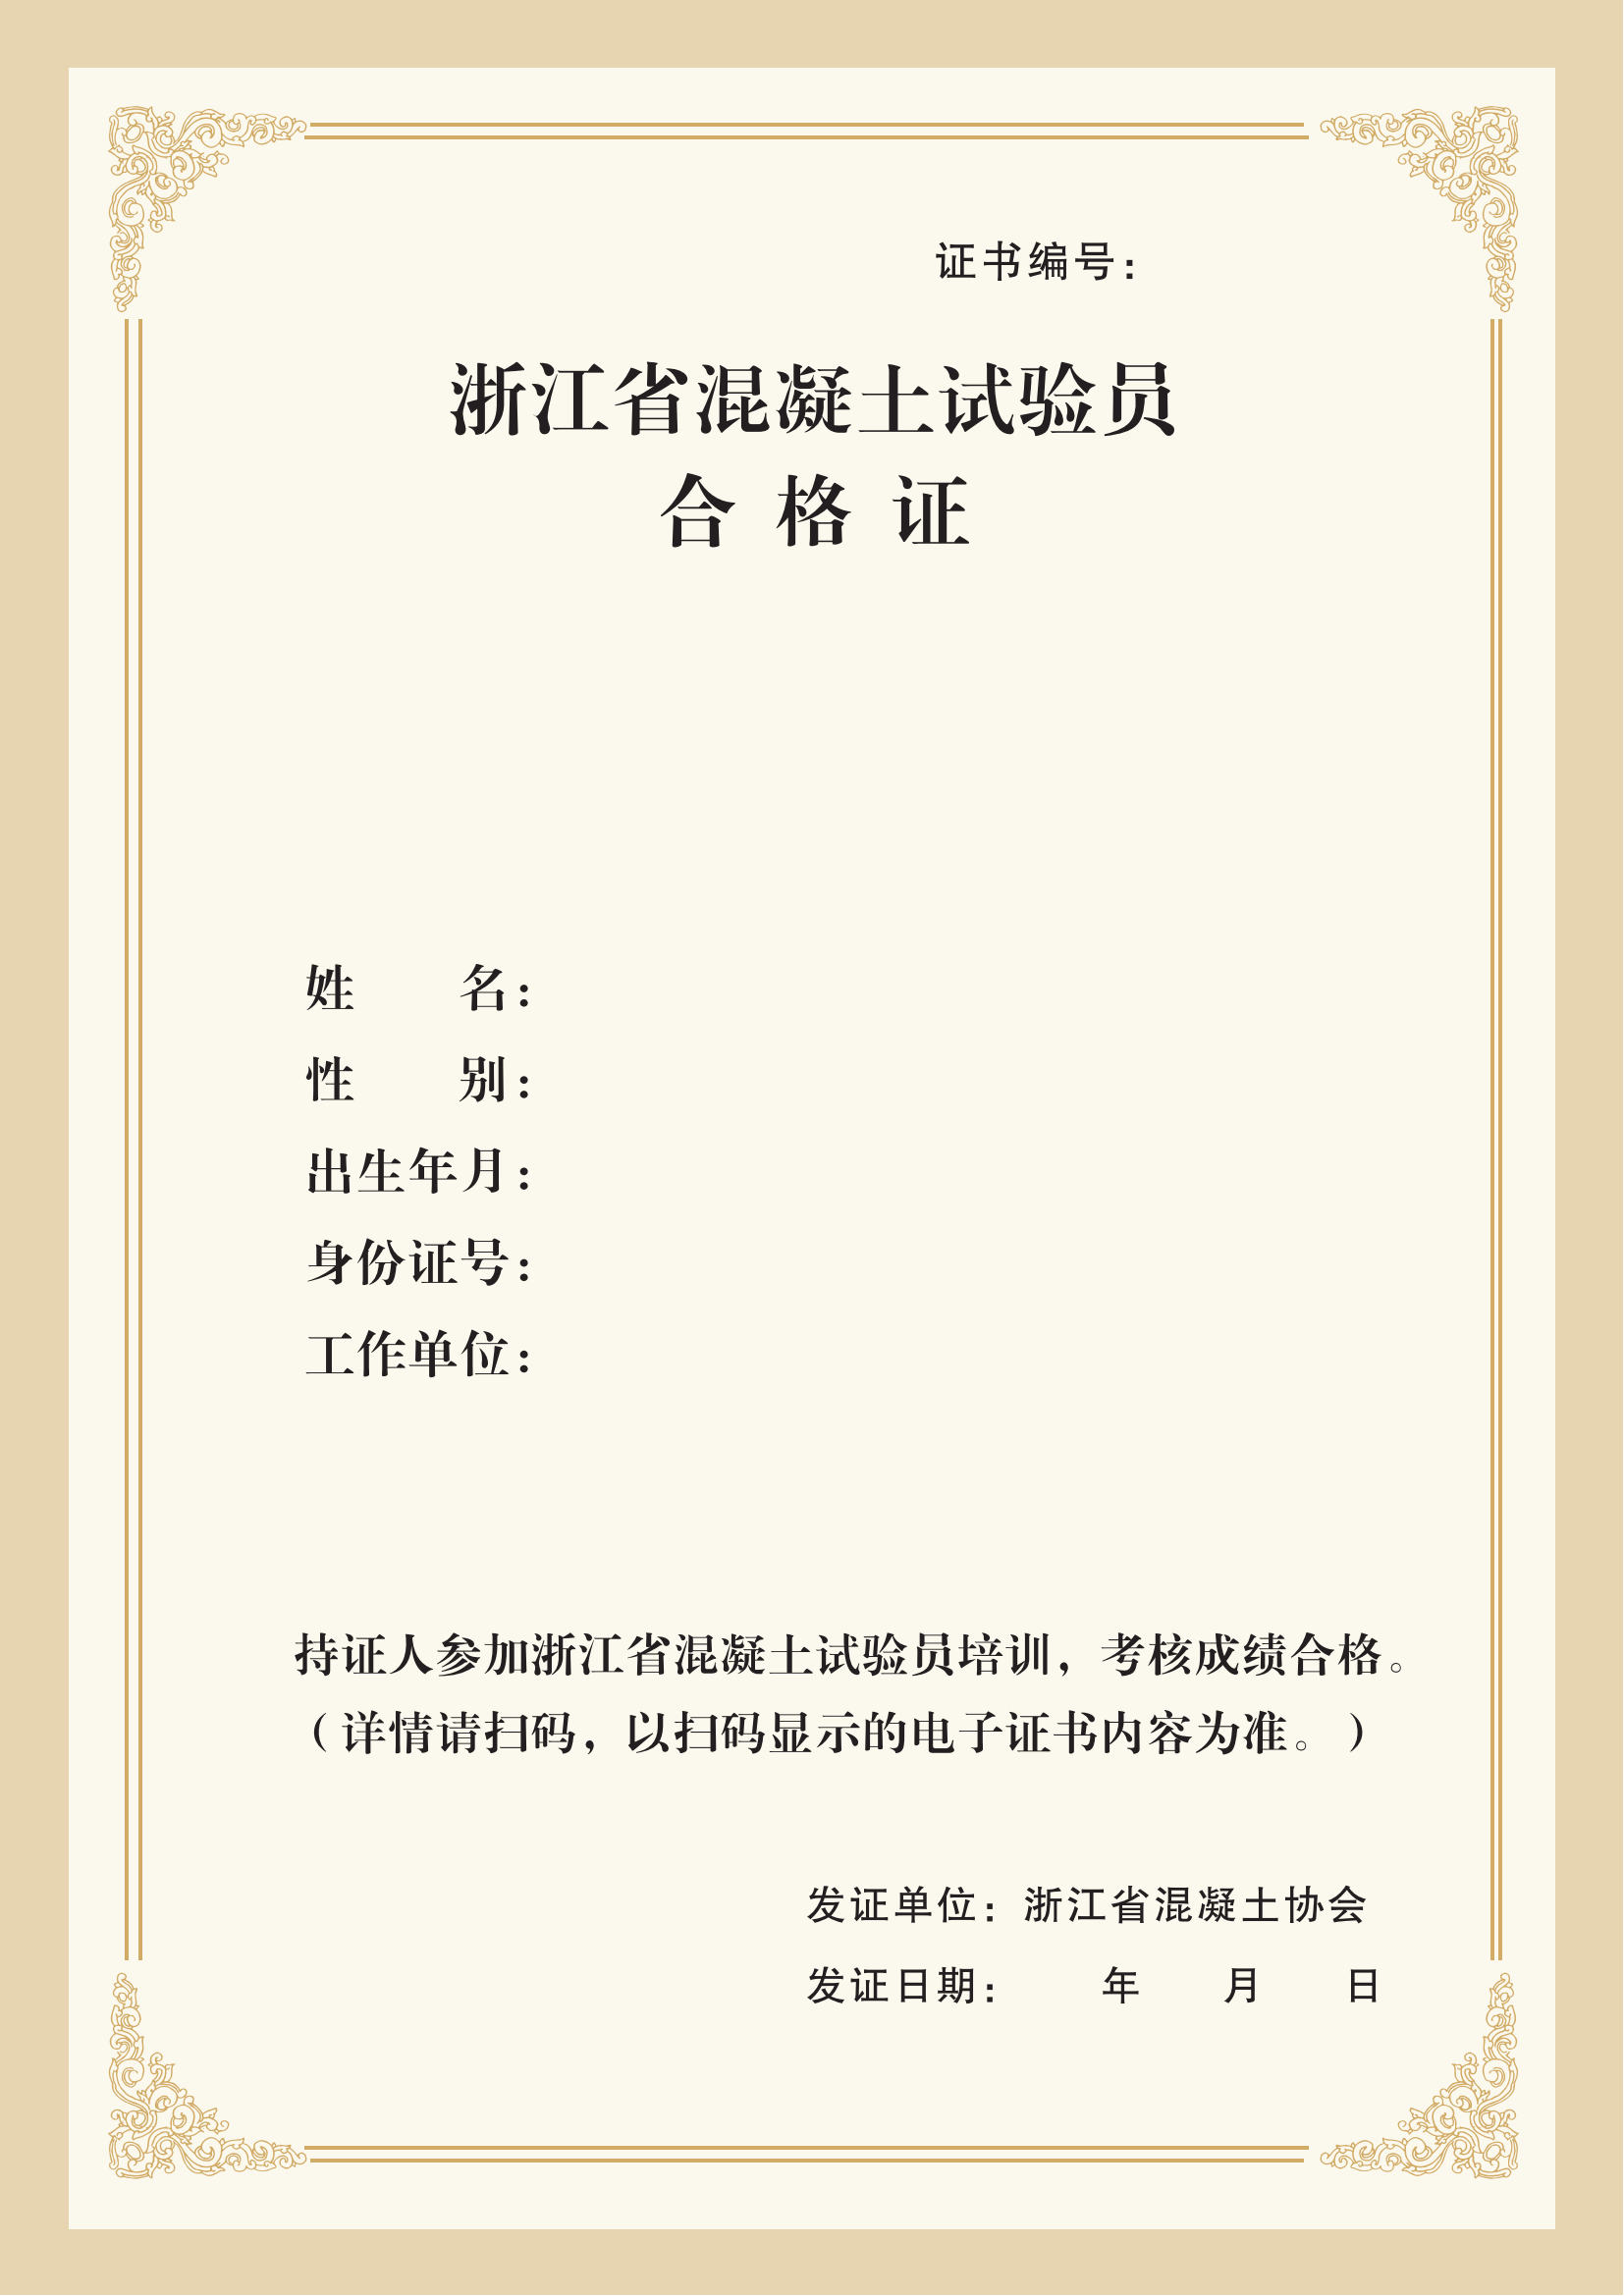 证书编号:
浙江省混凝土试验员
合 格 证
姓　　名:
性　　别:
出生年月:
身份证号:
工作单位:
持证人参加浙江省混凝土试验员培训，考核成绩合格。
（详情请扫码，以扫码显示的电子证书内容为准。）
发证单位: 浙江省混凝土协会
发证日期:　　年　　月　　日